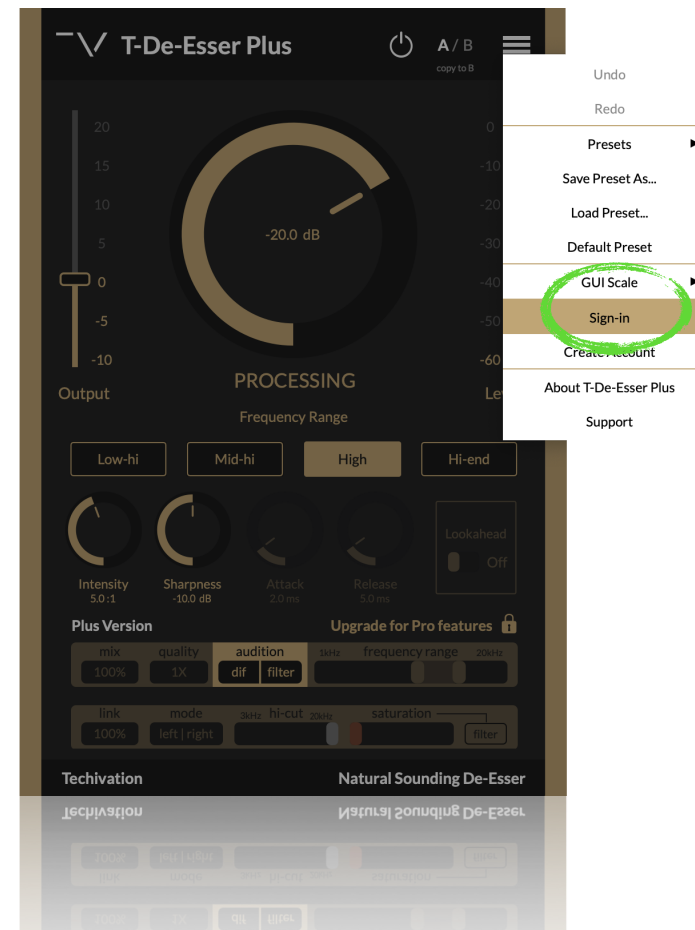 T-De-Esser Plus
A / B
copy to B
Undo
Redo
Presets
Save Preset As...
Load Preset...
Default Preset
GUI Scale
Sign-in
Create Account
About T-De-Esser Plus
Support
20
15
10
5
0
-5
-10
Output
-20.0 dB
PROCESSING
0
-10
-20
-30
-40
-50
-60
Frequency Range
Low-hi
Mid-hi
High
Hi-end
Intensity
5.0 :1
Sharpness
-10.0 dB
Attack
2.0 ms
Release
5.0 ms
Lookahead
Off
Plus Version
Upgrade for Pro features
mix
100%
quality
1X
audition
dif filter
1kHz frequency range 20kHz
link
100%
mode
left | right
3kHz hi-cut 20kHz
saturation
filter
Techivation
Natural Sounding De-Esser